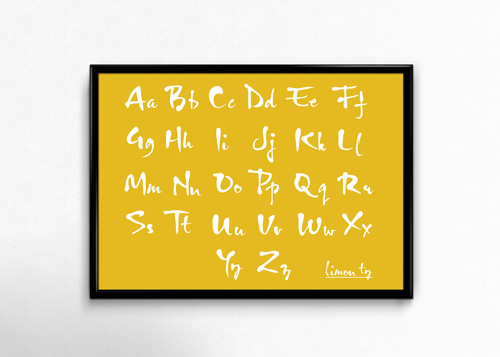 Aa Bb Cc Dd Ee Ff
Gg Hh Ii Jj Kk Ll
Mm Nn Oo Pp Qq Rr
Ss Tt Uu Vv Ww Xx
Yy Zz
limon tz